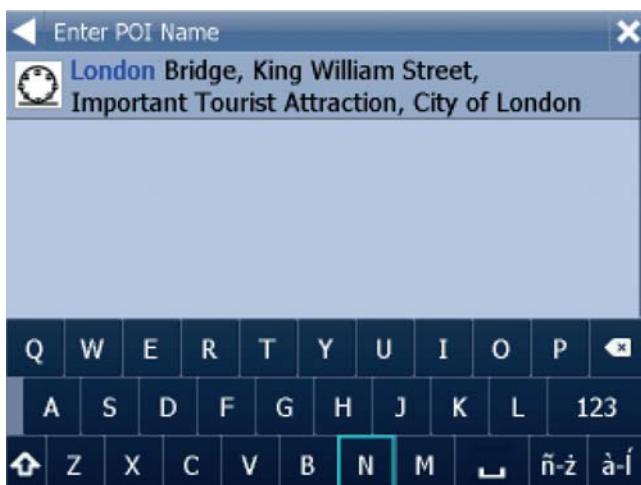 Enter POI Name
London Bridge, King William Street,
Important Tourist Attraction, City of London
Q W E R T Y U I O P
A S D F G H J K L 123
Z X C V B N M ñ-ż à-Í